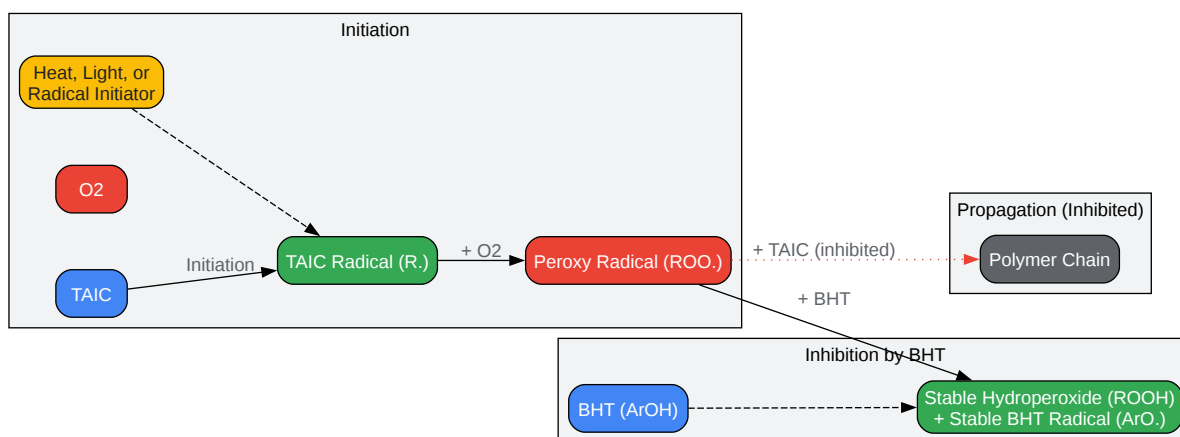 Initiation
Heat, Light, or
Radical Initiator
O2
TAIC
Initiation
TAIC Radical (R.)
+ O2
Peroxy Radical (ROO.)
+ TAIC (inhibited)
Propagation (Inhibited)
Polymer Chain
+ BHT
Inhibition by BHT
BHT (ArOH)
Stable Hydroperoxide (ROOH)
+ Stable BHT Radical (ArO.)